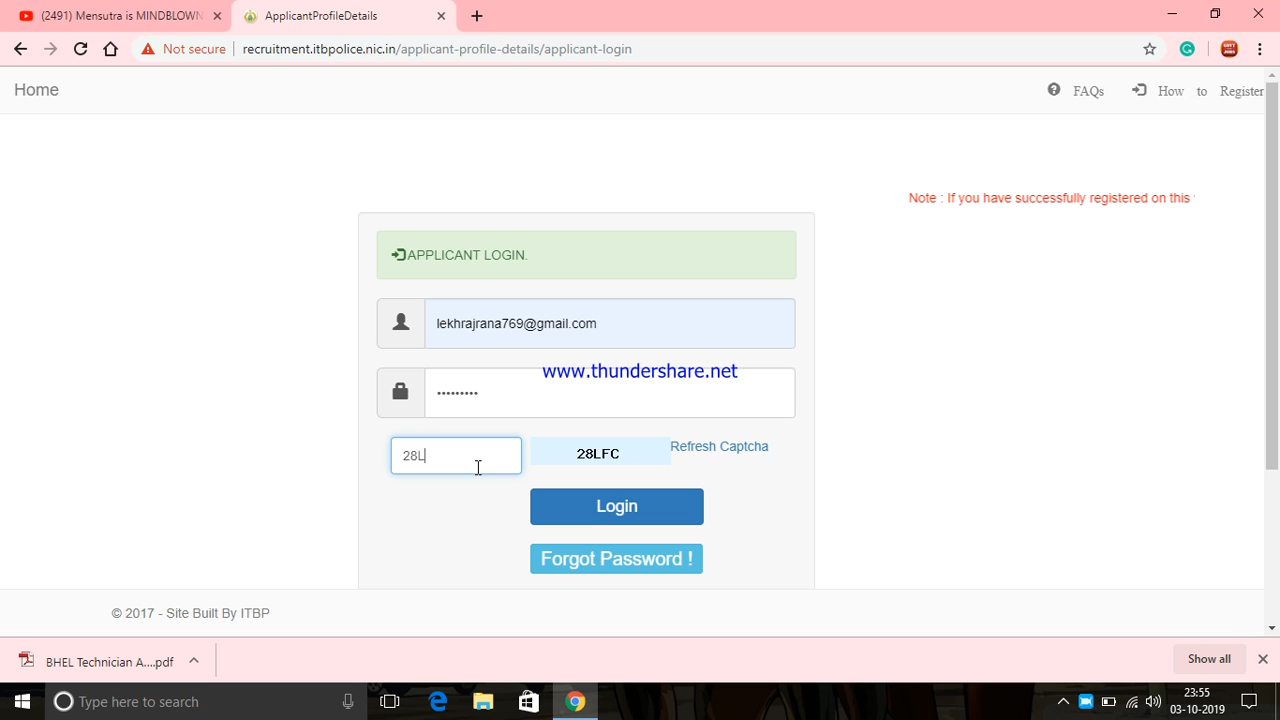 (2491) Mensutra is MINDBLOWN
ApplicantProfileDetails
Not secure
recruitment.itbpolice.nic.in/applicant-profile-details/applicant-login
Home
FAQs
How to Register
Note : If you have successfully registered on this
APPLICANT LOGIN.
lekhrajrana769@gmail.com
www.thundershare.net
•••••••••
28L
28LFC
Refresh Captcha
Login
Forgot Password !
© 2017 - Site Built By ITBP
BHEL Technician A....pdf
Show all
Type here to search
23:55
03-10-2019